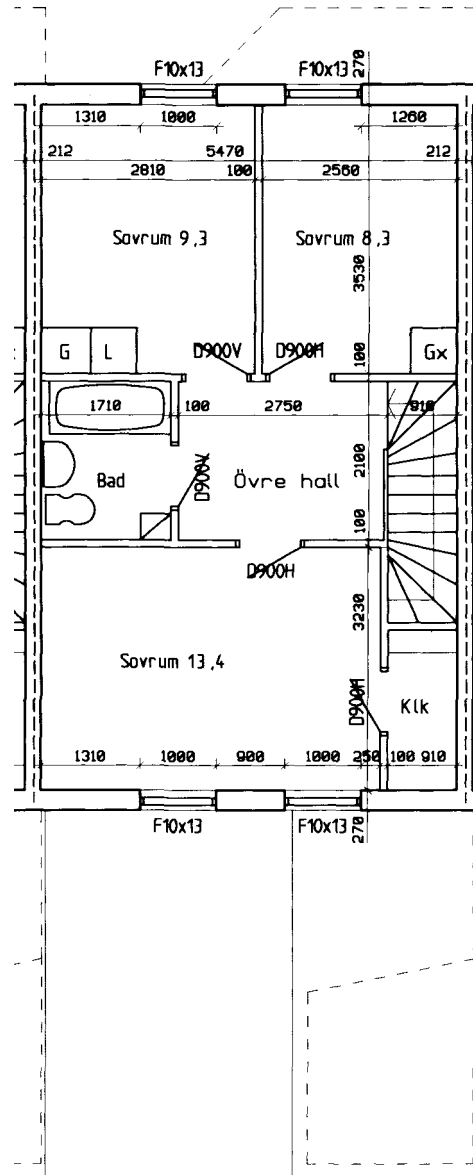 F10x13 F10x13 270
1310 1000 1260
212 5470 212
2810 100 2560
Sovrum 9,3 Sovrum 8,3
3530
G L D900V D900H 100 Gx
1710 100 2750 910
Bad D900V Övre hall 2100
100
D900H
3230
Sovrum 13,4
D900H Klk
1310 1000 900 1000 250 100 910
F10x13 F10x13 270